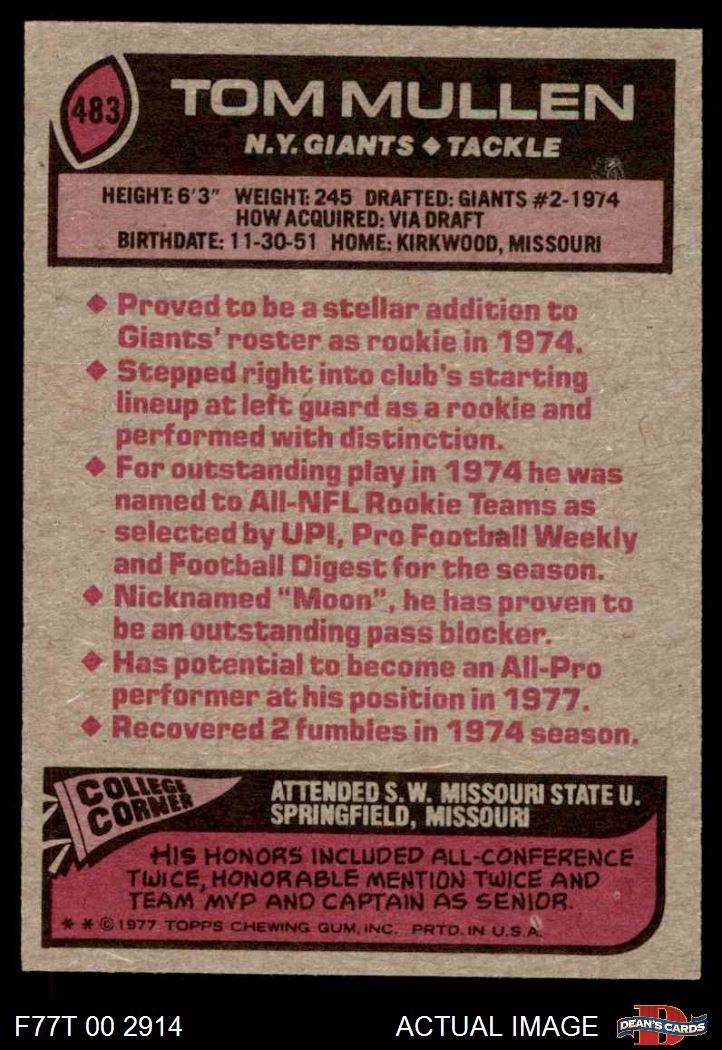 483
TOM MULLEN
N.Y. GIANTS ◆ TACKLE
HEIGHT: 6'3" WEIGHT: 245 DRAFTED: GIANTS #2-1974
HOW ACQUIRED: VIA DRAFT
BIRTHDATE: 11-30-51 HOME: KIRKWOOD, MISSOURI
◆ Proved to be a stellar addition to
Giants' roster as rookie in 1974.
◆ Stepped right into club's starting
lineup at left guard as a rookie and
performed with distinction.
◆ For outstanding play in 1974 he was
named to All-NFL Rookie Teams as
selected by UPI, Pro Football Weekly
and Football Digest for the season.
◆ Nicknamed "Moon", he has proven to
be an outstanding pass blocker.
◆ Has potential to become an All-Pro
performer at his position in 1977.
◆ Recovered 2 fumbles in 1974 season.
COLLEGE
CORNER
ATTENDED S.W. MISSOURI STATE U.
SPRINGFIELD, MISSOURI
HIS HONORS INCLUDED ALL-CONFERENCE
TWICE, HONORABLE MENTION TWICE AND
TEAM MVP AND CAPTAIN AS SENIOR.
* * © 1977 TOPPS CHEWING GUM, INC. PRTD. IN U.S.A.
F77T 00 2914
ACTUAL IMAGE
D
DEAN'S CARDS